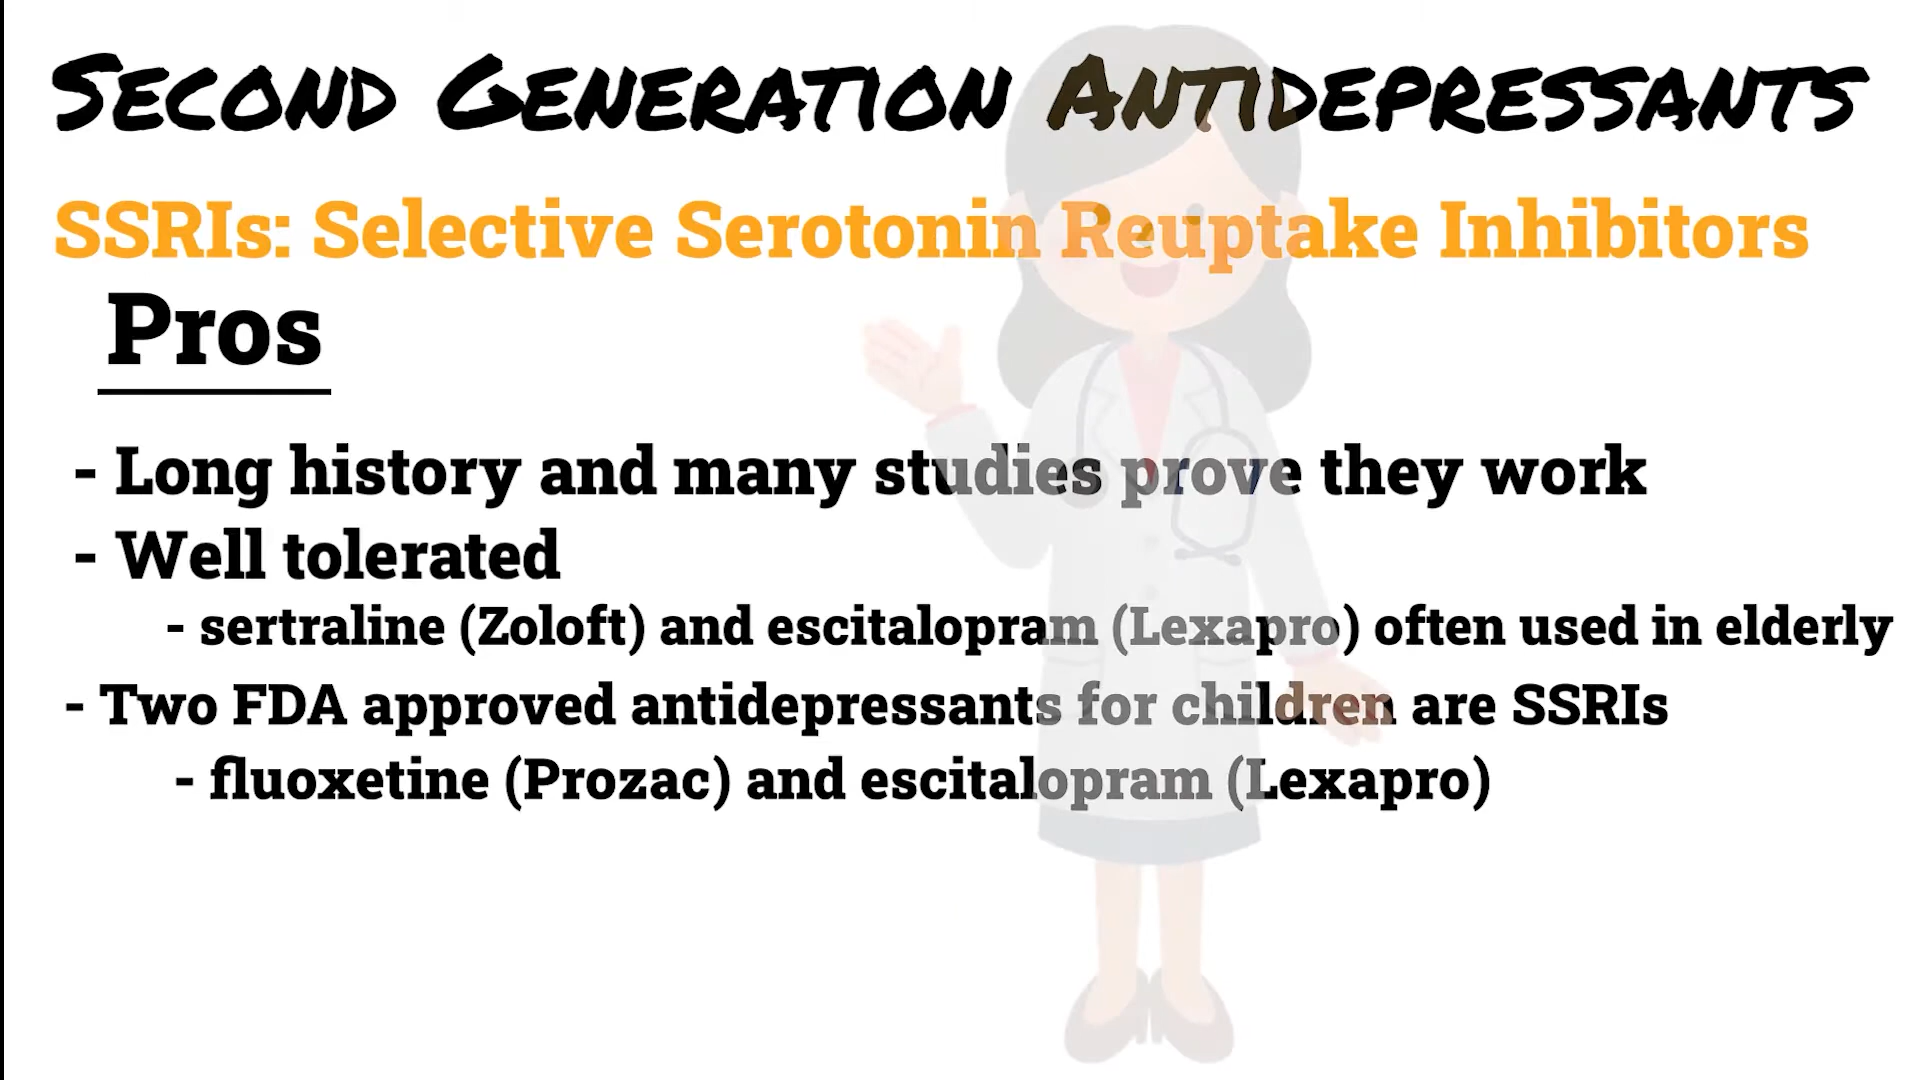 Second Generation Antidepressants
SSRIs: Selective Serotonin Reuptake Inhibitors
Pros
- Long history and many studies prove they work
- Well tolerated
- sertraline (Zoloft) and escitalopram (Lexapro) often used in elderly
- Two FDA approved antidepressants for children are SSRIs
- fluoxetine (Prozac) and escitalopram (Lexapro)